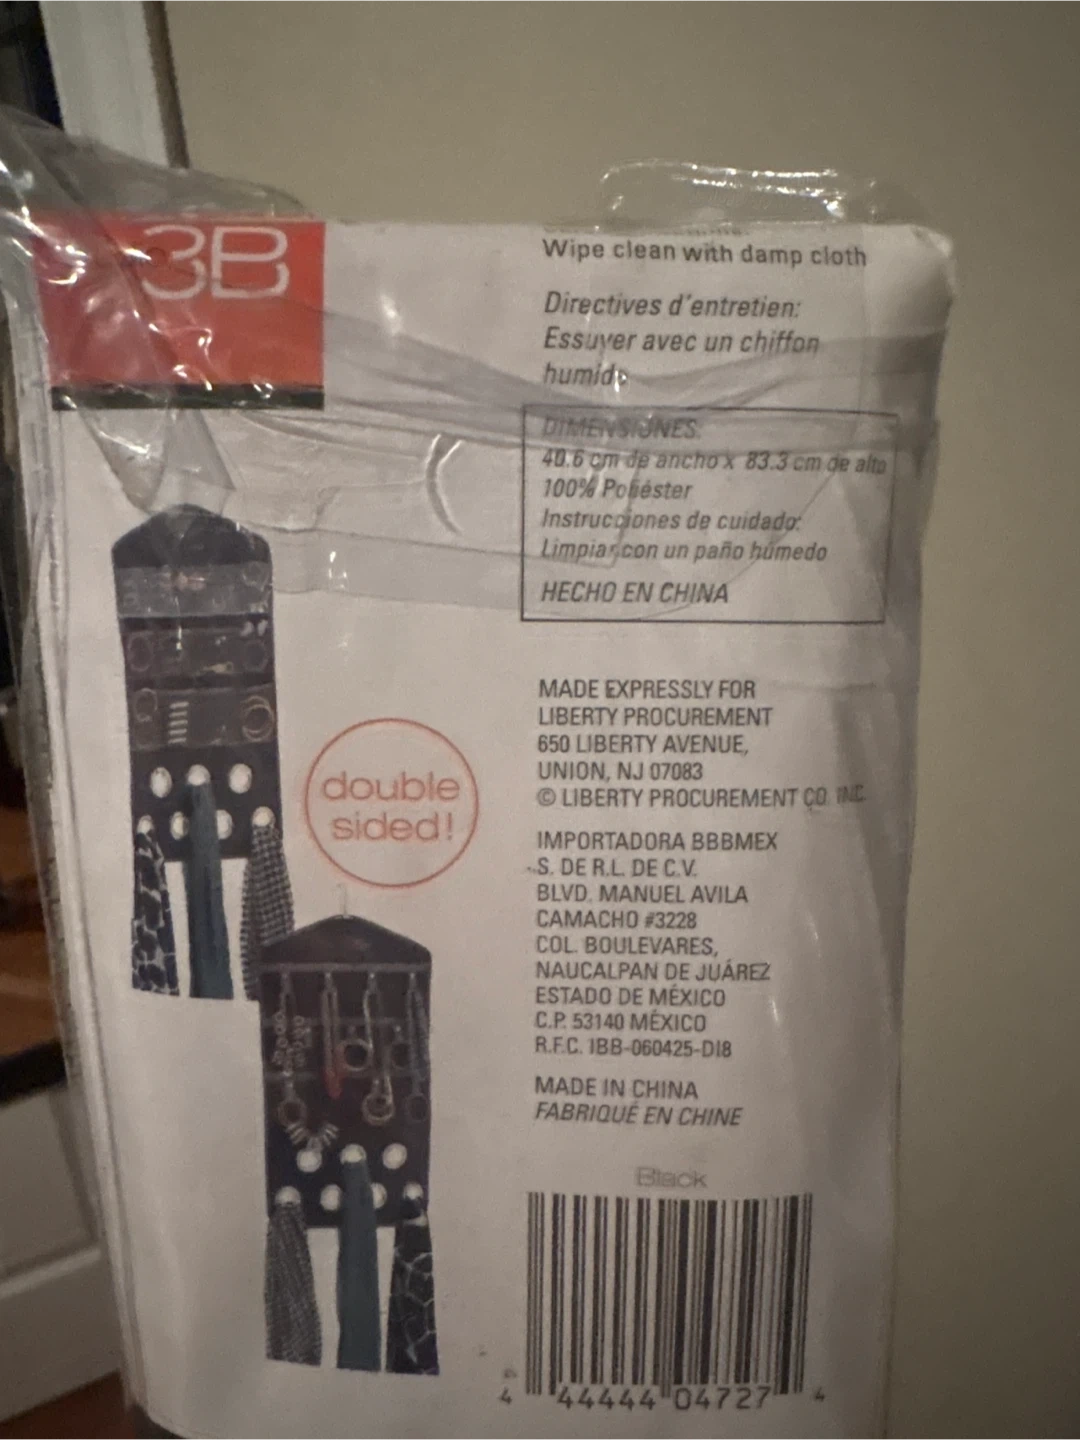 3B
Wipe clean with damp cloth
Directives d'entretien:
Essuyer avec un chiffon
humide
DIMENSIONES:
40.6 cm de ancho x 83.3 cm de alto
100% Poliéster
Instrucciones de cuidado:
Limpiar con un paño húmedo
HECHO EN CHINA
double
sided!
MADE EXPRESSLY FOR
LIBERTY PROCUREMENT
650 LIBERTY AVENUE,
UNION, NJ 07083
© LIBERTY PROCUREMENT CO. INC.
IMPORTADORA BBBMEX
S. DE R.L. DE C.V.
BLVD. MANUEL AVILA
CAMACHO #3228
COL. BOULEVARES,
NAUCALPAN DE JUÁREZ
ESTADO DE MÉXICO
C.P. 53140 MÉXICO
R.F.C. IBB-060425-DI8
MADE IN CHINA
FABRIQUÉ EN CHINE
Black
4 44444 04727 4